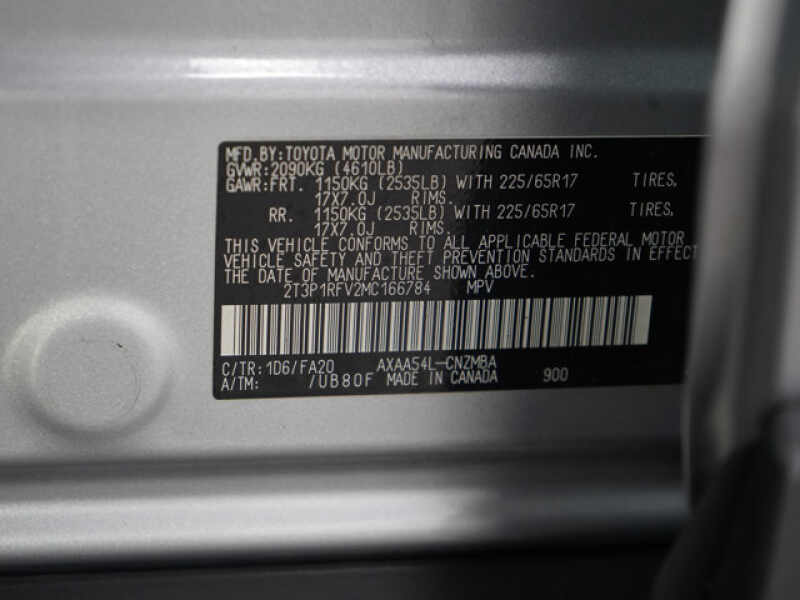 MFD.BY:TOYOTA MOTOR MANUFACTURING CANADA INC.
GVWR:2090KG (4610LB)
GAWR:FRT. 1150KG (2535LB) WITH 225/65R17 TIRES,
17X7.0J RIMS.
RR. 1150KG (2535LB) WITH 225/65R17 TIRES,
17X7.0J RIMS.
THIS VEHICLE CONFORMS TO ALL APPLICABLE FEDERAL MOTOR
VEHICLE SAFETY AND THEFT PREVENTION STANDARDS IN EFFECT
THE DATE OF MANUFACTURE SHOWN ABOVE.
2T3P1RFV2MC166784 MPV
C/TR:1D6/FA20 AXAA54L-CNZMBA
A/TM: /UB80F MADE IN CANADA 900